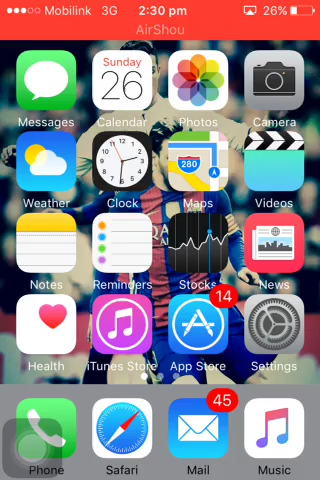 Mobilink 3G 2:30 pm 26%
AirShou
Sunday
26
Messages Calendar Photos Camera
280
Weather Clock Maps Videos
Notes Reminders Stocks News
14
Health iTunes Store App Store Settings
45
Phone Safari Mail Music